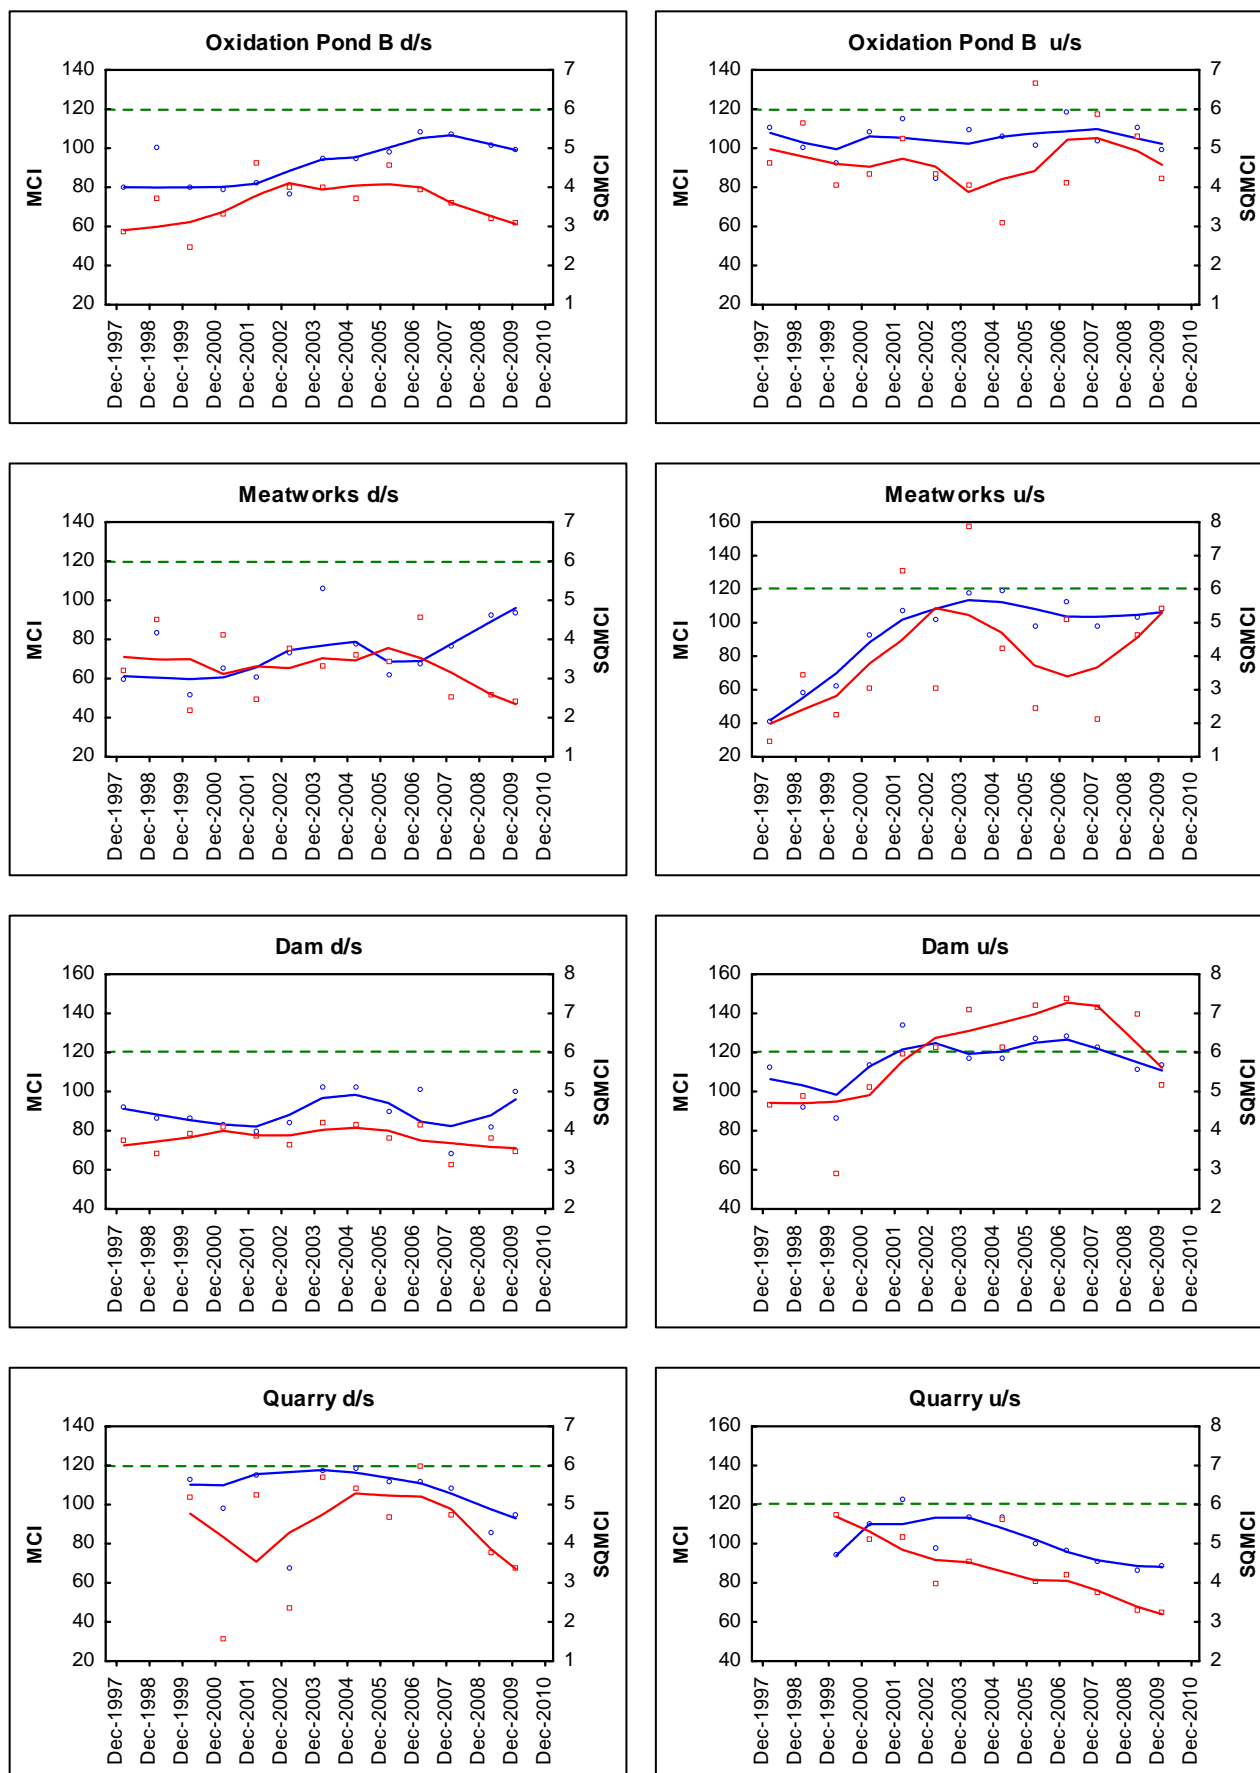 Oxidation Pond B d/s
MCI
140
120
100
80
60
40
20
7
6
5
4
3
2
1
SQMCI
Dec-1997
Dec-1998
Dec-1999
Dec-2000
Dec-2001
Dec-2002
Dec-2003
Dec-2004
Dec-2005
Dec-2006
Dec-2007
Dec-2008
Dec-2009
Dec-2010
Oxidation Pond B u/s
MCI
140
120
100
80
60
40
20
7
6
5
4
3
2
1
SQMCI
Dec-1997
Dec-1998
Dec-1999
Dec-2000
Dec-2001
Dec-2002
Dec-2003
Dec-2004
Dec-2005
Dec-2006
Dec-2007
Dec-2008
Dec-2009
Dec-2010
Meatworks d/s
MCI
140
120
100
80
60
40
20
7
6
5
4
3
2
1
SQMCI
Dec-1997
Dec-1998
Dec-1999
Dec-2000
Dec-2001
Dec-2002
Dec-2003
Dec-2004
Dec-2005
Dec-2006
Dec-2007
Dec-2008
Dec-2009
Dec-2010
Meatworks u/s
MCI
160
140
120
100
80
60
40
20
8
7
6
5
4
3
2
1
SQMCI
Dec-1997
Dec-1998
Dec-1999
Dec-2000
Dec-2001
Dec-2002
Dec-2003
Dec-2004
Dec-2005
Dec-2006
Dec-2007
Dec-2008
Dec-2009
Dec-2010
Dam d/s
MCI
160
140
120
100
80
60
40
8
7
6
5
4
3
2
SQMCI
Dec-1997
Dec-1998
Dec-1999
Dec-2000
Dec-2001
Dec-2002
Dec-2003
Dec-2004
Dec-2005
Dec-2006
Dec-2007
Dec-2008
Dec-2009
Dec-2010
Dam u/s
MCI
160
140
120
100
80
60
40
8
7
6
5
4
3
2
SQMCI
Dec-1997
Dec-1998
Dec-1999
Dec-2000
Dec-2001
Dec-2002
Dec-2003
Dec-2004
Dec-2005
Dec-2006
Dec-2007
Dec-2008
Dec-2009
Dec-2010
Quarry d/s
MCI
140
120
100
80
60
40
20
7
6
5
4
3
2
1
SQMCI
Dec-1997
Dec-1998
Dec-1999
Dec-2000
Dec-2001
Dec-2002
Dec-2003
Dec-2004
Dec-2005
Dec-2006
Dec-2007
Dec-2008
Dec-2009
Dec-2010
Quarry u/s
MCI
160
140
120
100
80
60
40
8
7
6
5
4
3
2
SQMCI
Dec-1997
Dec-1998
Dec-1999
Dec-2000
Dec-2001
Dec-2002
Dec-2003
Dec-2004
Dec-2005
Dec-2006
Dec-2007
Dec-2008
Dec-2009
Dec-2010